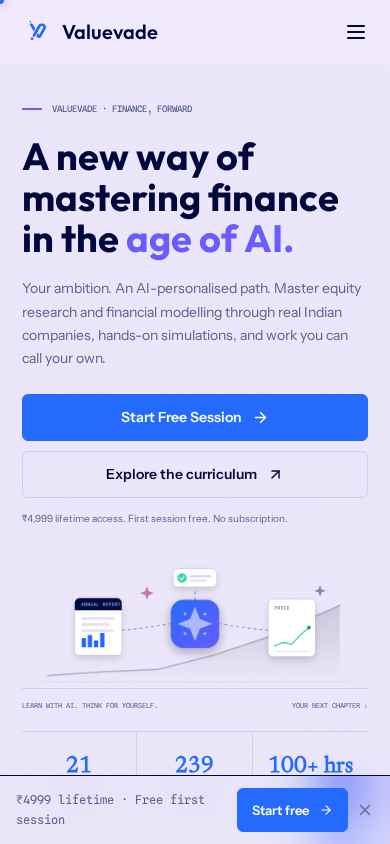 Valuevade
VALUEVADE · FINANCE, FORWARD
A new way of
mastering finance
in the age of AI.
Your ambition. An AI-personalised path. Master equity
research and financial modelling through real Indian
companies, hands-on simulations, and work you can
call your own.
Start Free Session →
Explore the curriculum ↗
₹4,999 lifetime access. First session free. No subscription.
ANNUAL REPORT
PRICE
LEARN WITH AI. THINK FOR YOURSELF.
YOUR NEXT CHAPTER ↓
21
239
100+ hrs
₹4999 lifetime · Free first
session
Start free →